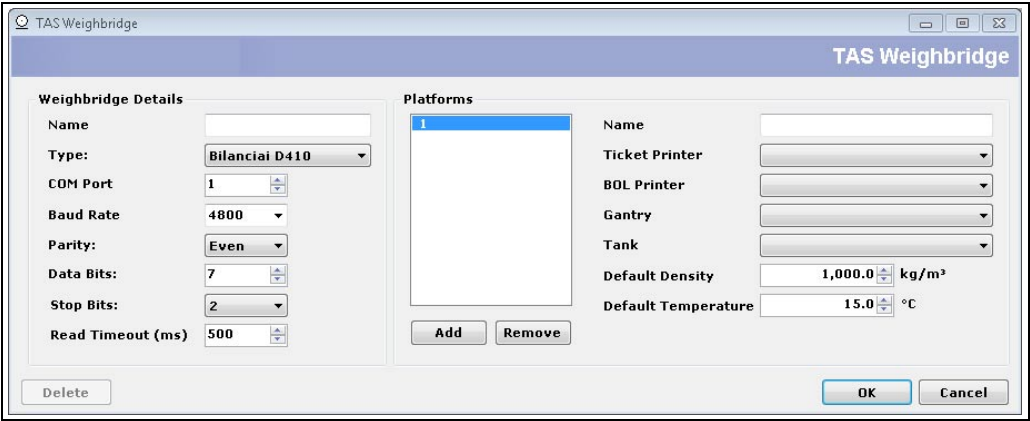 TAS Weighbridge
TAS Weighbridge
Weighbridge Details
Name
Type: Bilanciai D410
COM Port 1
Baud Rate 4800
Parity: Even
Data Bits: 7
Stop Bits: 2
Read Timeout (ms) 500
Platforms
1
Add Remove
Name
Ticket Printer
BOL Printer
Gantry
Tank
Default Density 1,000.0 kg/m³
Default Temperature 15.0 °C
Delete OK Cancel